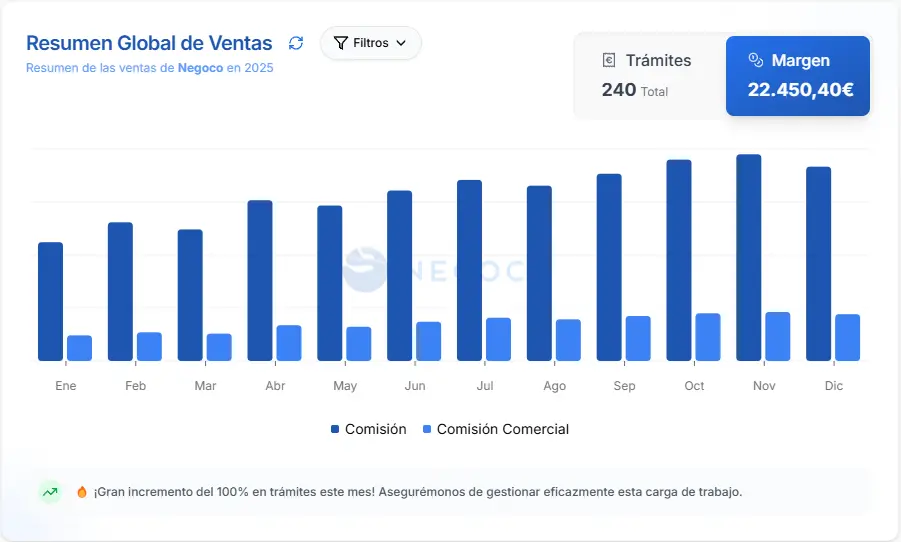 Resumen Global de Ventas
Filtros
Resumen de las ventas de Negoco en 2025
Trámites
240 Total
Margen
22.450,40€
NEGOC
Ene Feb Mar Abr May Jun Jul Ago Sep Oct Nov Dic
Comisión Comisión Comercial
¡Gran incremento del 100% en trámites este mes! Asegurémonos de gestionar eficazmente esta carga de trabajo.